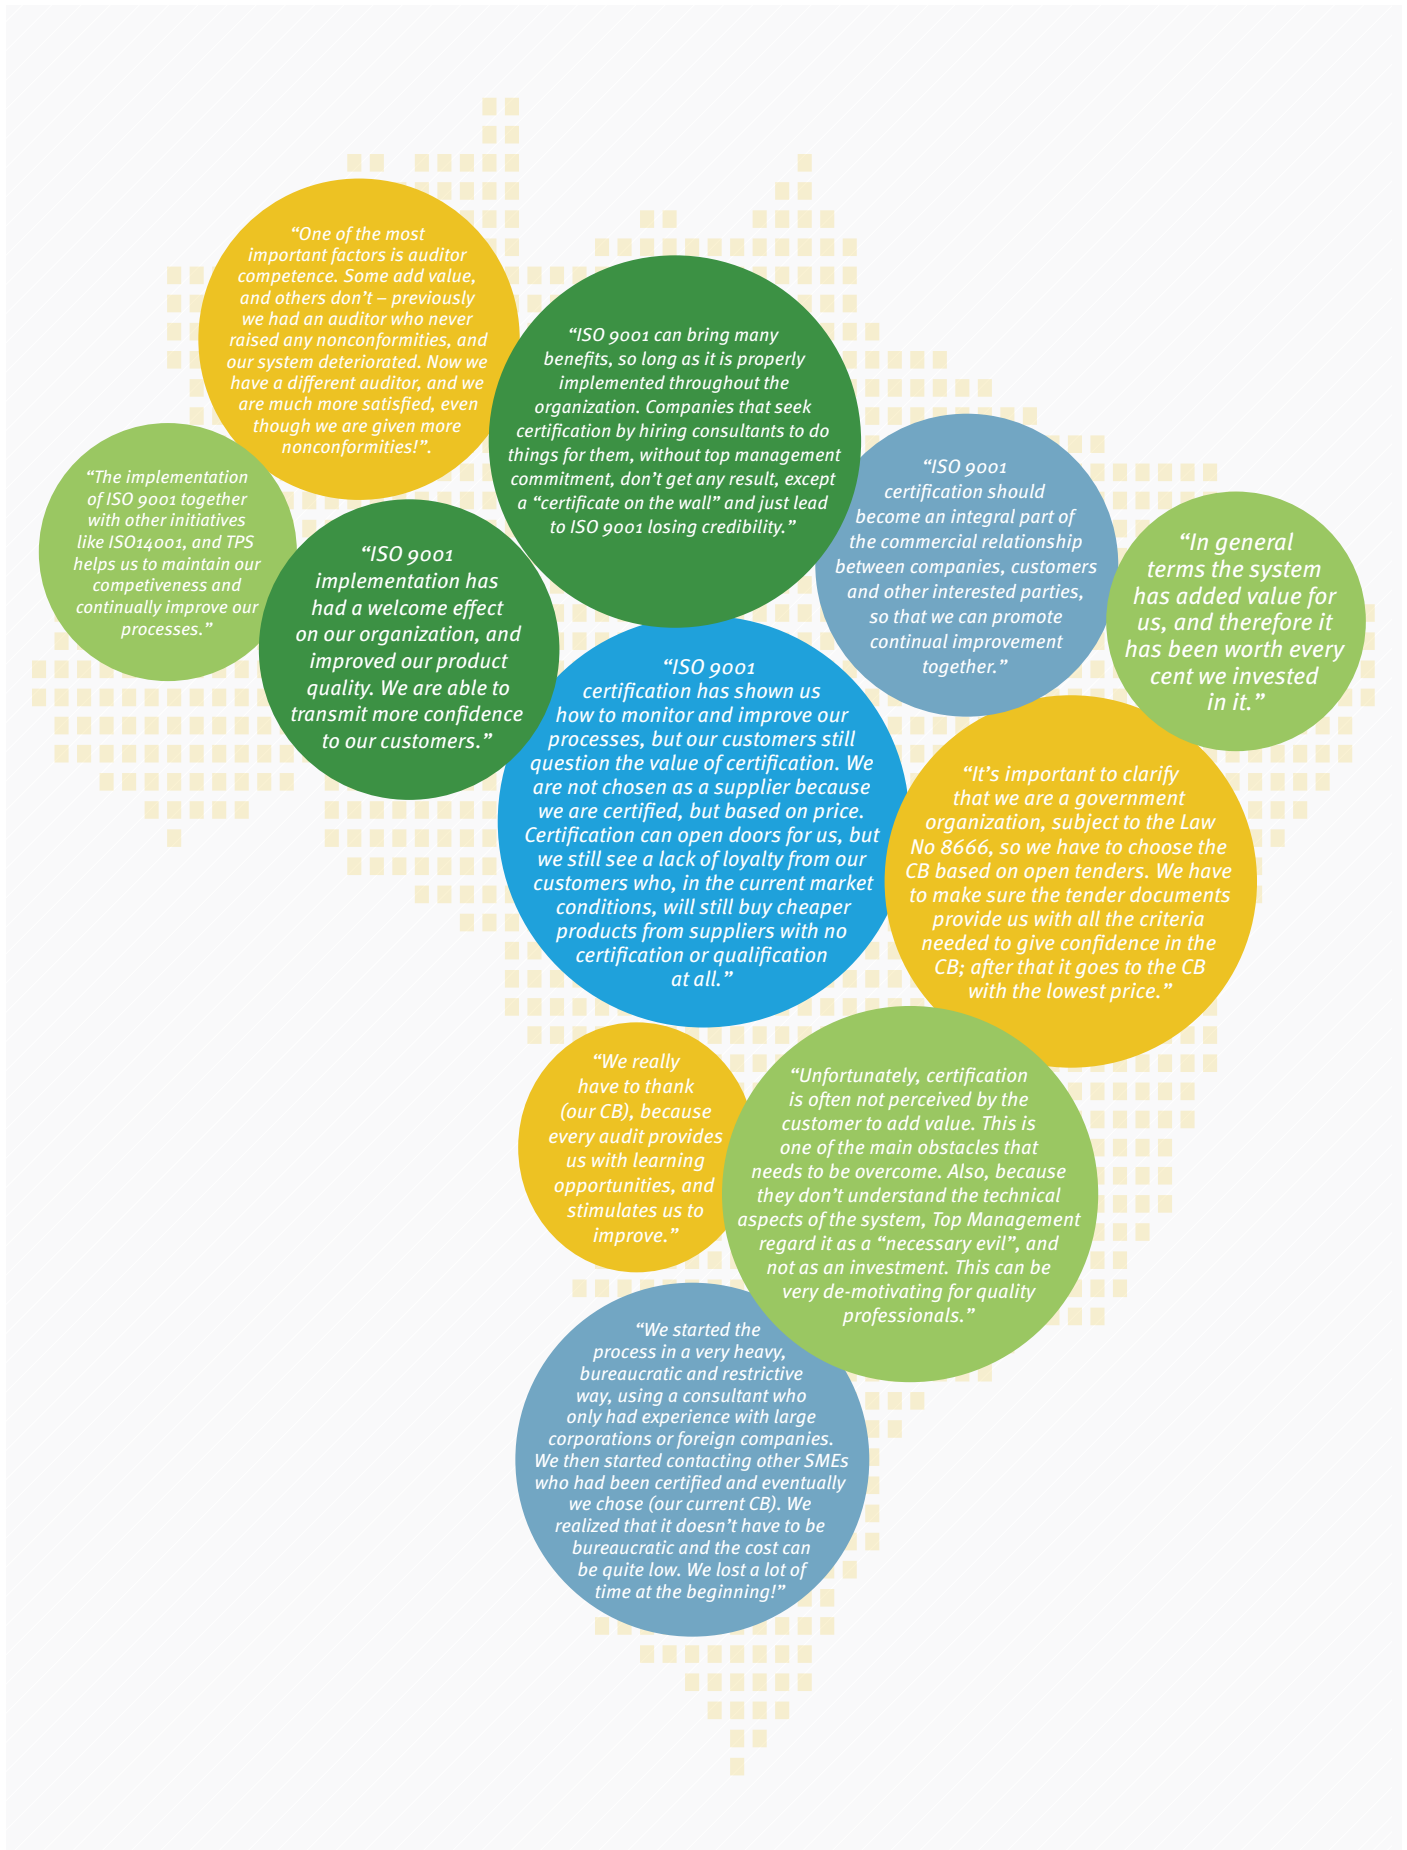 “One of the most
important factors is auditor
competence. Some add value,
and others don’t – previously
we had an auditor who never
raised any nonconformities, and
our system deteriorated. Now we
have a different auditor, and we
are much more satisfied, even
though we are given more
nonconformities!”.
“ISO 9001 can bring many
benefits, so long as it is properly
implemented throughout the
organization. Companies that seek
certification by hiring consultants to do
things for them, without top management
commitment, don’t get any result, except
a “certificate on the wall” and just lead
to ISO 9001 losing credibility.”
“The implementation
of ISO 9001 together
with other initiatives
like ISO14001, and TPS
helps us to maintain our
competiveness and
continually improve our
processes.”
“ISO 9001
implementation has
had a welcome effect
on our organization, and
improved our product
quality. We are able to
transmit more confidence
to our customers.”
“ISO 9001
certification should
become an integral part of
the commercial relationship
between companies, customers
and other interested parties,
so that we can promote
continual improvement
together.”
“In general
terms the system
has added value for
us, and therefore it
has been worth every
cent we invested
in it.”
“ISO 9001
certification has shown us
how to monitor and improve our
processes, but our customers still
question the value of certification. We
are not chosen as a supplier because
we are certified, but based on price.
Certification can open doors for us, but
we still see a lack of loyalty from our
customers who, in the current market
conditions, will still buy cheaper
products from suppliers with no
certification or qualification
at all.”
“It’s important to clarify
that we are a government
organization, subject to the Law
No 8666, so we have to choose the
CB based on open tenders. We have
to make sure the tender documents
provide us with all the criteria
needed to give confidence in the
CB; after that it goes to the CB
with the lowest price.”
“We really
have to thank
(our CB), because
every audit provides
us with learning
opportunities, and
stimulates us to
improve.”
“Unfortunately, certification
is often not perceived by the
customer to add value. This is
one of the main obstacles that
needs to be overcome. Also, because
they don’t understand the technical
aspects of the system, Top Management
regard it as a “necessary evil”, and
not as an investment. This can be
very de-motivating for quality
professionals.”
“We started the
process in a very heavy,
bureaucratic and restrictive
way, using a consultant who
only had experience with large
corporations or foreign companies.
We then started contacting other SMEs
who had been certified and eventually
we chose (our current CB). We
realized that it doesn’t have to be
bureaucratic and the cost can
be quite low. We lost a lot of
time at the beginning!”